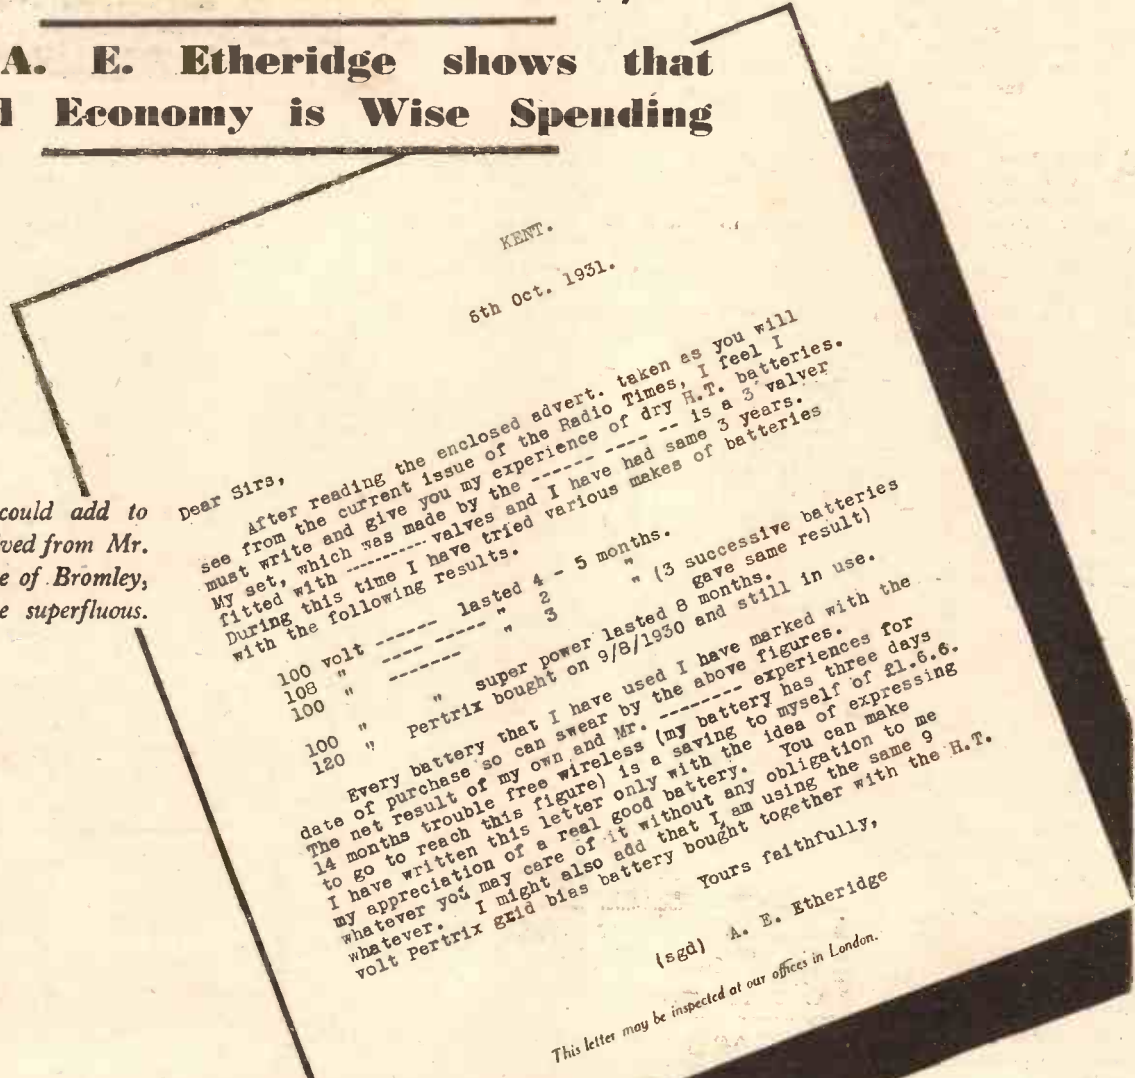 A. E. Etheridge shows that
Economy is Wise Spending
could add to
ved from Mr.
e of Bromley,
e superfluous.
KENT.
6th Oct. 1931.
Dear Sirs,
After reading the enclosed advert. taken as you will
see from the current issue of the Radio Times, I feel I
must write and give you my experience of dry H.T. batteries.
My set, which was made by the ------ ---- ---- -- is a 3 valver
fitted with -------- valves and I have had same 3 years.
During this time I have tried various makes of batteries
with the following results.
100 volt ------ lasted 4 - 5 months.
108 " ---- ----- " 2 "
100 " ------ " 3 " (3 successive batteries
gave same result)
100 " " super power lasted 8 months.
120 " Pertrix bought on 9/8/1930 and still in use.
Every battery that I have used I have marked with the
date of purchase so can swear by the above figures.
The net result of my own and Mr. -------- experiences for
14 months trouble free wireless (my battery has three days
to go to reach this figure) is a saving to myself of £1.6.6.
I have written this letter only with the idea of expressing
my appreciation of a real good battery. You can make
whatever you may care of it without any obligation to me
whatever. I might also add that I am using the same 9
volt Pertrix grid bias battery bought together with the H.T.
Yours faithfully,
(sgd) A. E. Etheridge
This letter may be inspected at our offices in London.